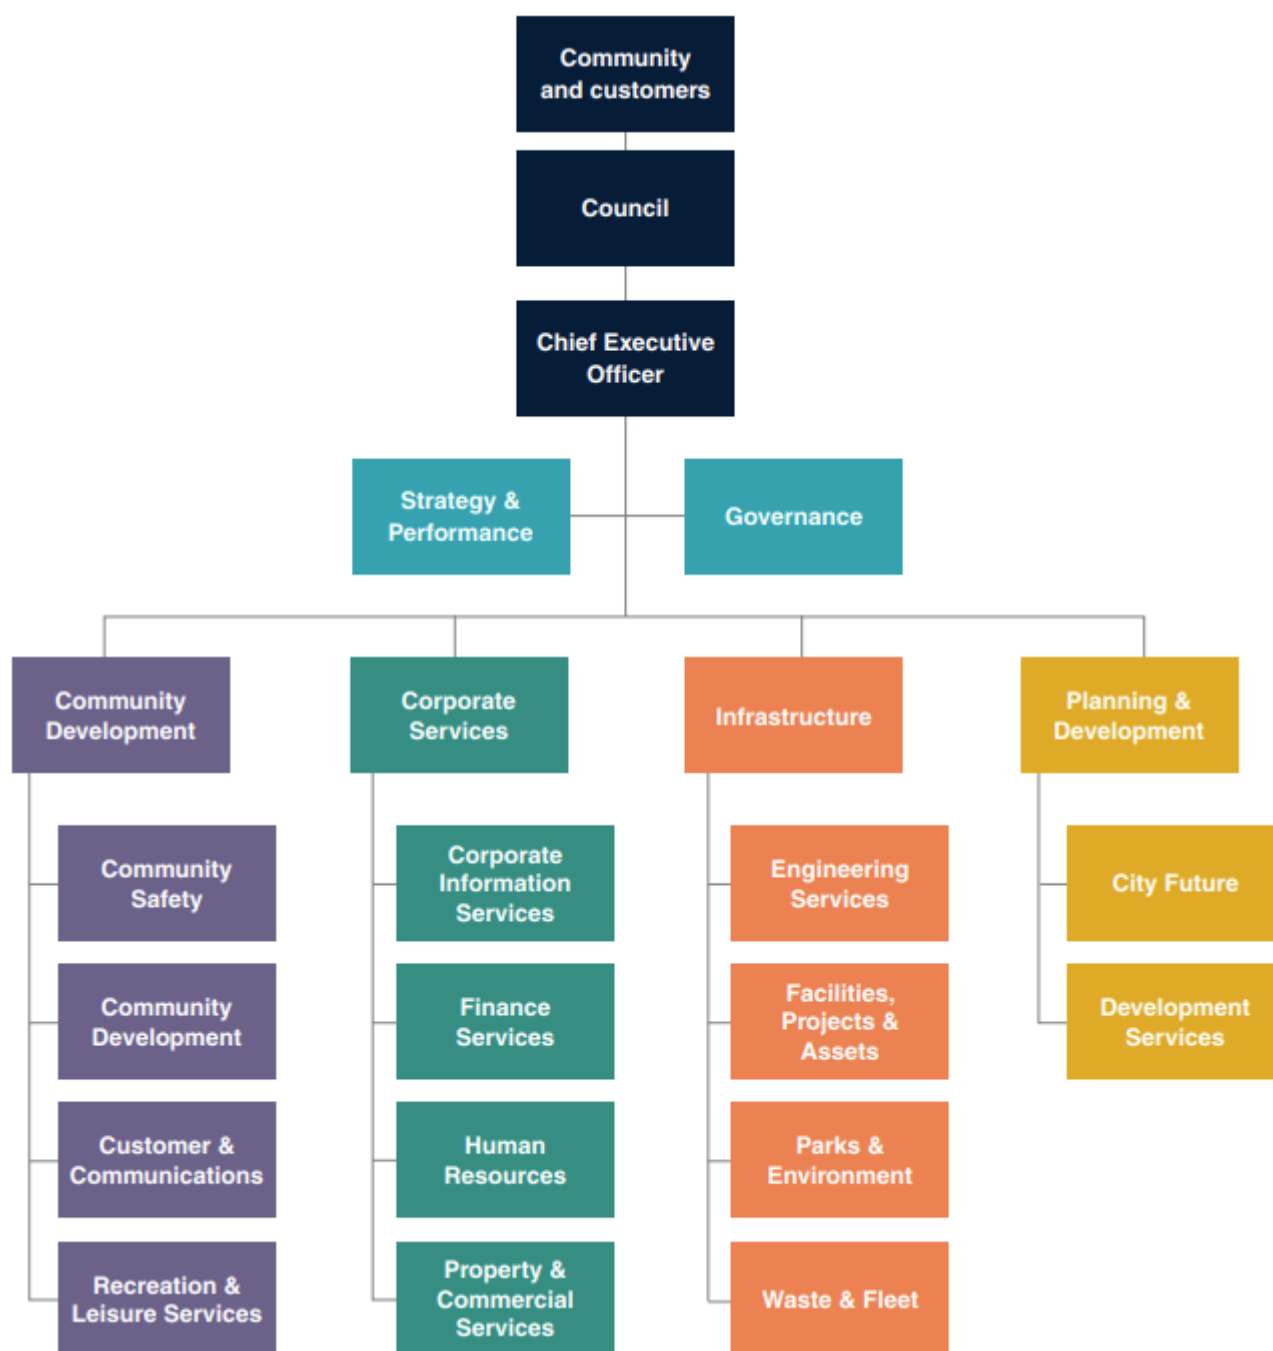 Community
and customers
Council
Chief Executive
Officer
Strategy &
Performance
Governance
Community
Development
Corporate
Services
Infrastructure
Planning &
Development
Community
Safety
Corporate
Information
Services
Engineering
Services
City Future
Community
Development
Finance
Services
Facilities,
Projects &
Assets
Development
Services
Customer &
Communications
Human
Resources
Parks &
Environment
Recreation &
Leisure Services
Property &
Commercial
Services
Waste & Fleet